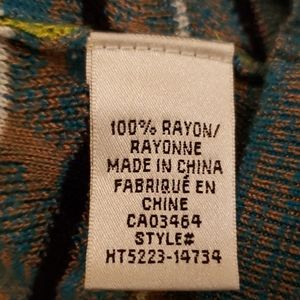 100% RAYON/
RAYONNE
MADE IN CHINA
FABRIQUÉ EN
CHINE
CA03464
STYLE#
HT5223-14734